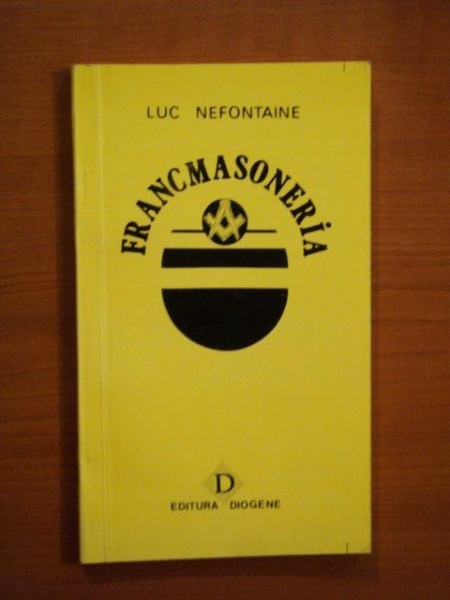 LUC NEFONTAINE
FRANCMASONERIA
D
EDITURA DIOGENE